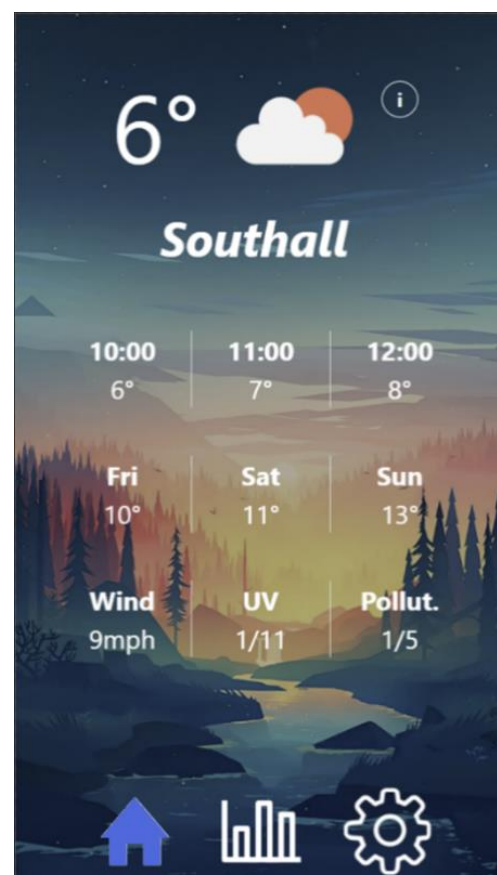 6°
i
Southall
10:00 11:00 12:00
6° 7° 8°
Fri Sat Sun
10° 11° 13°
Wind UV Pollut.
9mph 1/11 1/5